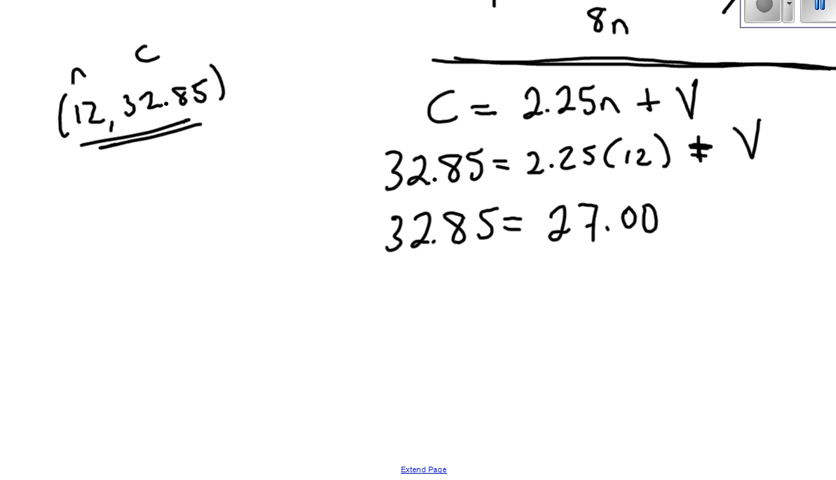 8n
n c
(12, 32.85)
C = 2.25n + V
32.85 = 2.25(12) + V
32.85 = 27.00
Extend Page